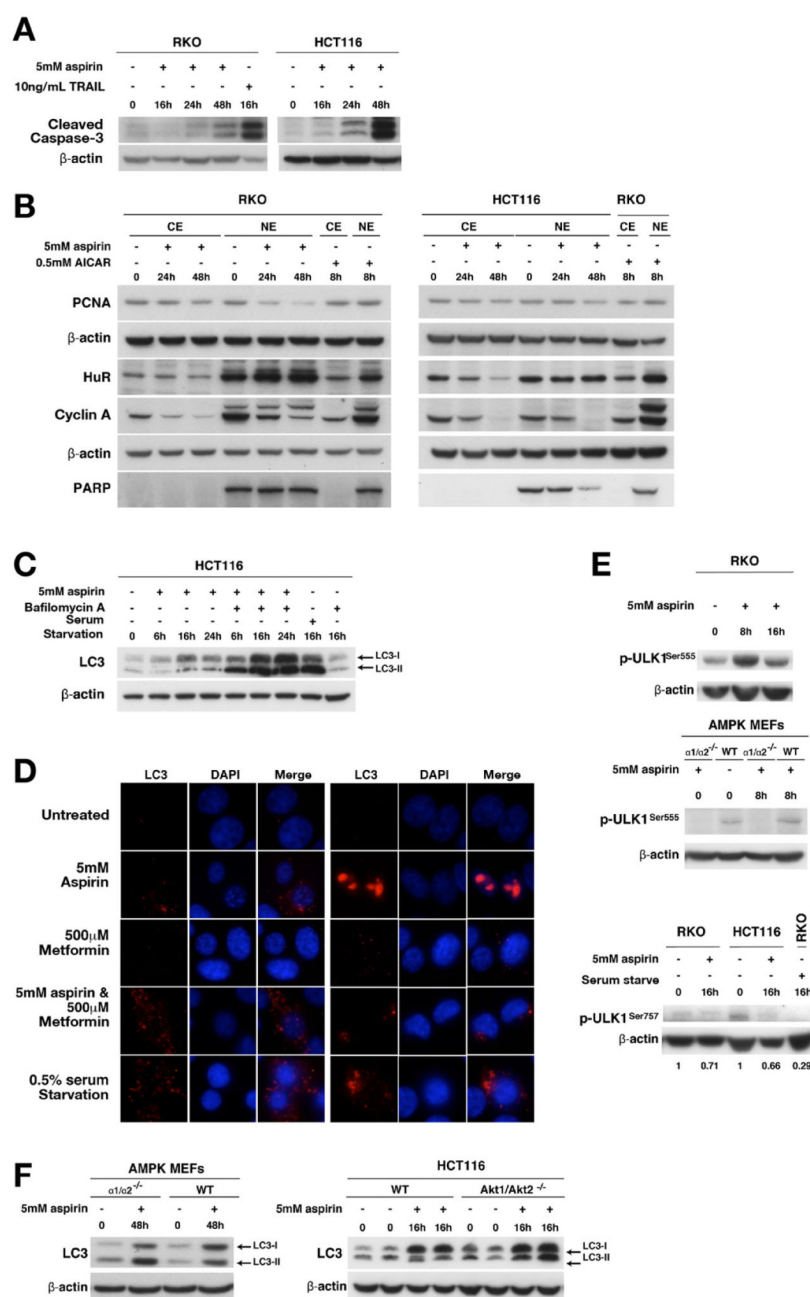 A
RKO HCT116
5mM aspirin - + + + - - + + +
10ng/mL TRAIL - - - - + - - - -
0 16h 24h 48h 16h 0 16h 24h 48h
Cleaved
Caspase-3
β-actin
B
RKO HCT116 RKO
CE NE CE NE CE NE CE NE
5mM aspirin - + + - + + - - - + + - + + - -
0.5mM AICAR - - - - - - + + - - - - - - + +
0 24h 48h 0 24h 48h 8h 8h 0 24h 48h 0 24h 48h 8h 8h
PCNA
β-actin
HuR
Cyclin A
β-actin
PARP
C
HCT116
5mM aspirin - + + + + + + - -
Bafilomycin A - - - - + + + - +
Serum
Starvation - - - - - - - + -
0 6h 16h 24h 6h 16h 24h 16h 16h
LC3 LC3-I
LC3-II
β-actin
D
LC3 DAPI Merge LC3 DAPI Merge
Untreated
5mM
Aspirin
500μM
Metformin
5mM aspirin &
500μM
Metformin
0.5% serum
Starvation
E
RKO
5mM aspirin - + +
0 8h 16h
p-ULK1Ser555
β-actin
AMPK MEFs
α1/α2-/- WT α1/α2-/- WT
5mM aspirin + - + +
0 0 8h 8h
p-ULK1Ser555
β-actin
RKO HCT116 RKO
5mM aspirin - + - + -
Serum starve - - - - +
0 16h 0 16h 16h
p-ULK1Ser757
β-actin
1 0.71 1 0.66 0.29
F
AMPK MEFs
α1/α2-/- WT
5mM aspirin - + - +
0 48h 0 48h
LC3 LC3-I
LC3-II
β-actin
HCT116
WT Akt1/Akt2 -/-
5mM aspirin - - + + - - + +
0 0 16h 16h 0 0 16h 16h
LC3 LC3-I
LC3-II
β-actin